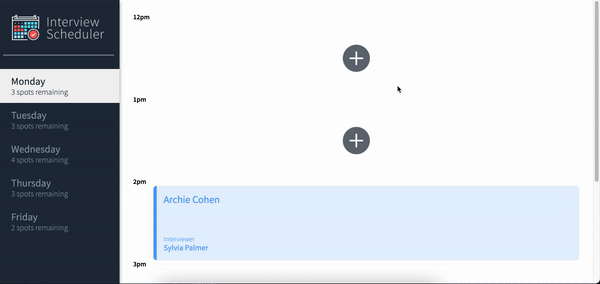 Interview
Scheduler
Monday
3 spots remaining
Tuesday
3 spots remaining
Wednesday
4 spots remaining
Thursday
3 spots remaining
Friday
2 spots remaining
12pm
1pm
2pm
Archie Cohen
Interviewer
Sylvia Palmer
3pm